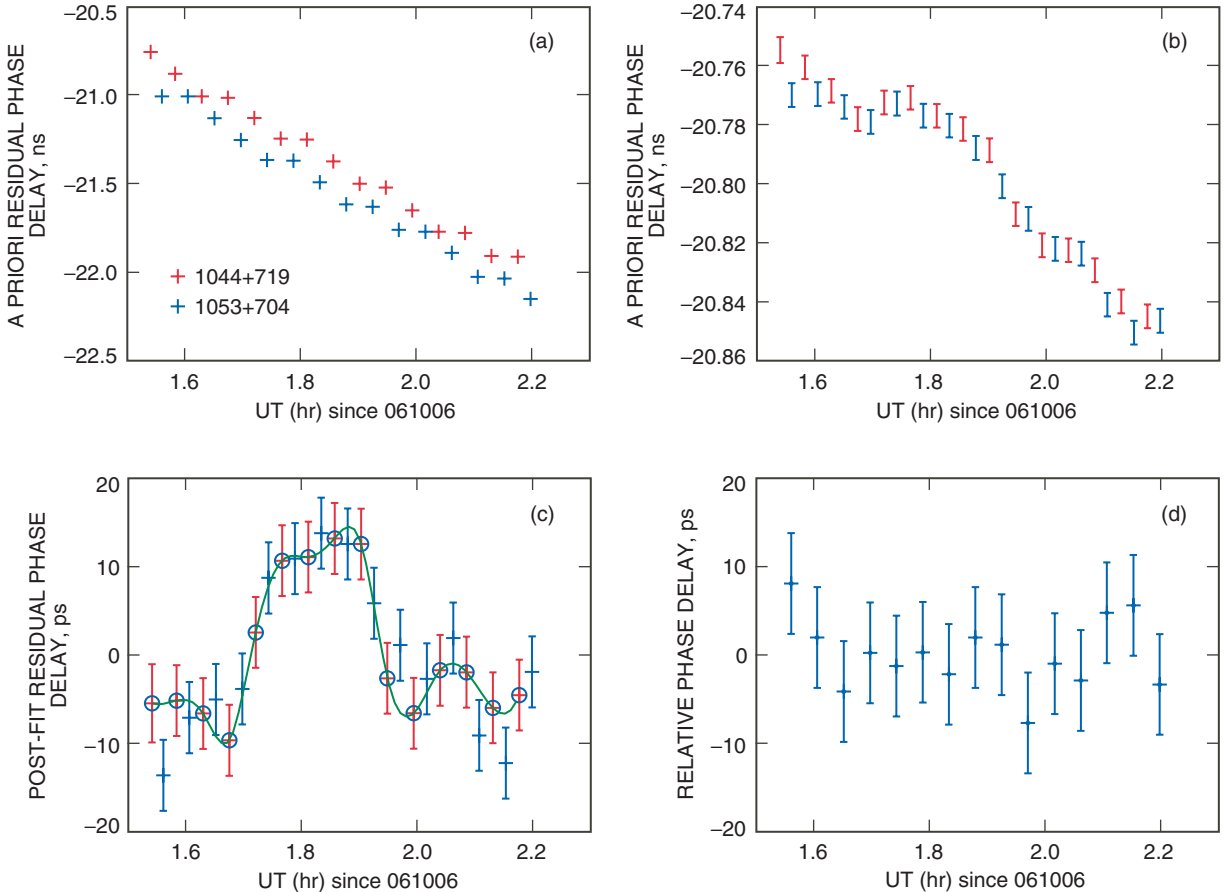 −20.5
−21.0
−21.5
−22.0
−22.5
A PRIORI RESIDUAL PHASE
DELAY, ns
(a)
1044+719
1053+704
1.6 1.8 2.0 2.2
UT (hr) since 061006
−20.74
−20.76
−20.78
−20.80
−20.82
−20.84
−20.86
A PRIORI RESIDUAL PHASE
DELAY, ns
(b)
1.6 1.8 2.0 2.2
UT (hr) since 061006
20
10
0
−10
−20
POST-FIT RESIDUAL PHASE
DELAY, ps
(c)
1.6 1.8 2.0 2.2
UT (hr) since 061006
20
10
0
−10
−20
RELATIVE PHASE DELAY, ps
(d)
1.6 1.8 2.0 2.2
UT (hr) since 061006